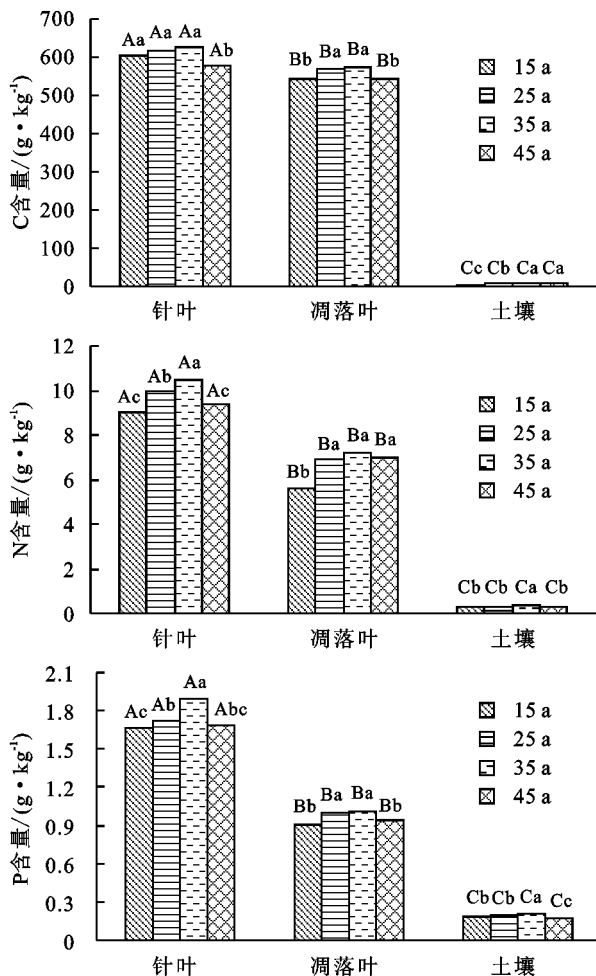 700
600
500
400
300
200
100
0
C含量/(g·kg⁻¹)
Aa Aa Aa Ab
Bb Ba Ba Bb
Cc Cb Ca Ca
15 a
25 a
35 a
45 a
针叶 凋落叶 土壤
12
10
8
6
4
2
0
N含量/(g·kg⁻¹)
Ac Ab Aa Ac
Bb Ba Ba Ba
Cb Cb Ca Cb
15 a
25 a
35 a
45 a
针叶 凋落叶 土壤
2.1
1.8
1.5
1.2
0.9
0.6
0.3
0
P含量/(g·kg⁻¹)
Ac Ab Aa Abc
Bb Ba Ba Bb
Cb Cb Ca Cc
15 a
25 a
35 a
45 a
针叶 凋落叶 土壤